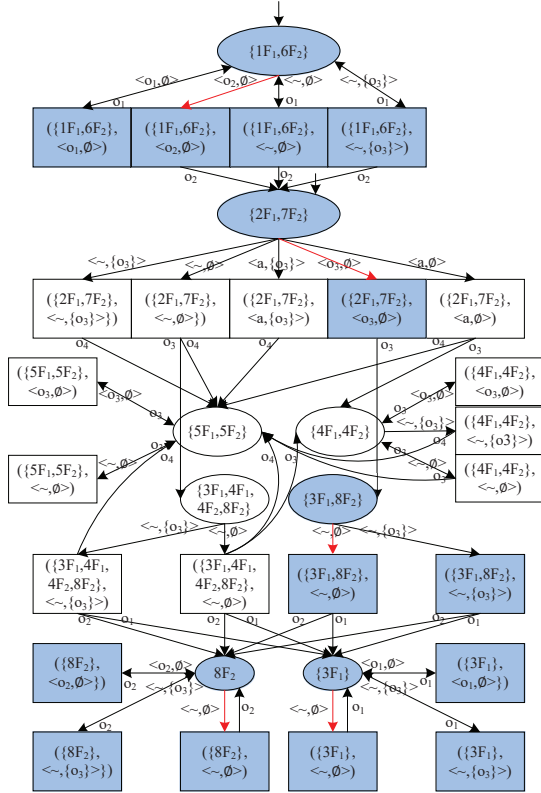 {1F₁,6F₂}
<o₁,∅>
<o₂,∅>
<~,∅>
<~,{o₃}>
o₁
o₁
o₁
({1F₁,6F₂},
<o₁,∅>)
({1F₁,6F₂},
<o₂,∅>)
({1F₁,6F₂},
<~,∅>)
({1F₁,6F₂},
<~,{o₃}>)
o₂
o₂
o₂
{2F₁,7F₂}
<~,{o₃}>
<~,∅>
<a,{o₃}>
<o₃,∅>
<a,∅>
({2F₁,7F₂},
<~,{o₃}>})
({2F₁,7F₂},
<~,∅>})
({2F₁,7F₂},
<a,{o₃}>)
({2F₁,7F₂},
<o₃,∅>)
({2F₁,7F₂},
<a,∅>)
o₄
o₃
o₄
o₄
o₃
o₄
o₃
({5F₁,5F₂},
<o₃,∅>)
<o₃,∅>
o₃
{5F₁,5F₂}
{4F₁,4F₂}
<o₃,∅>
o₃
({4F₁,4F₂},
<o₃,∅>)
<~,{o₃}>
o₄
({4F₁,4F₂},
<~,{o3}>)
({5F₁,5F₂},
<~,∅>)
<~,∅>
o₃
o₄
o₄
o₃
o₃
<~,∅>
o₃
({4F₁,4F₂},
<~,∅>)
{3F₁,4F₁,
4F₂,8F₂}
{3F₁,8F₂}
<~,{o₃}>
<~,∅>
<~,∅>
<~,{o₃}>
({3F₁,4F₁,
4F₂,8F₂},
<~,{o₃}>)
({3F₁,4F₁,
4F₂,8F₂},
<~,∅>)
({3F₁,8F₂},
<~,∅>)
({3F₁,8F₂},
<~,{o₃}>)
o₂
o₁
o₂
o₁
o₂
o₁
o₂
o₁
({8F₂},
<o₂,∅>})
<o₂,∅>
o₂
<~,{o₃}>
8F₂
{3F₁}
<o₁,∅>
o₁
<~,{o₃}>
({3F₁},
<o₁,∅>})
o₂
<~,∅>
o₂
<~,∅>
o₁
o₁
({8F₂},
<~,{o₃}>})
({8F₂},
<~,∅>)
({3F₁},
<~,∅>)
({3F₁},
<~,{o₃}>)